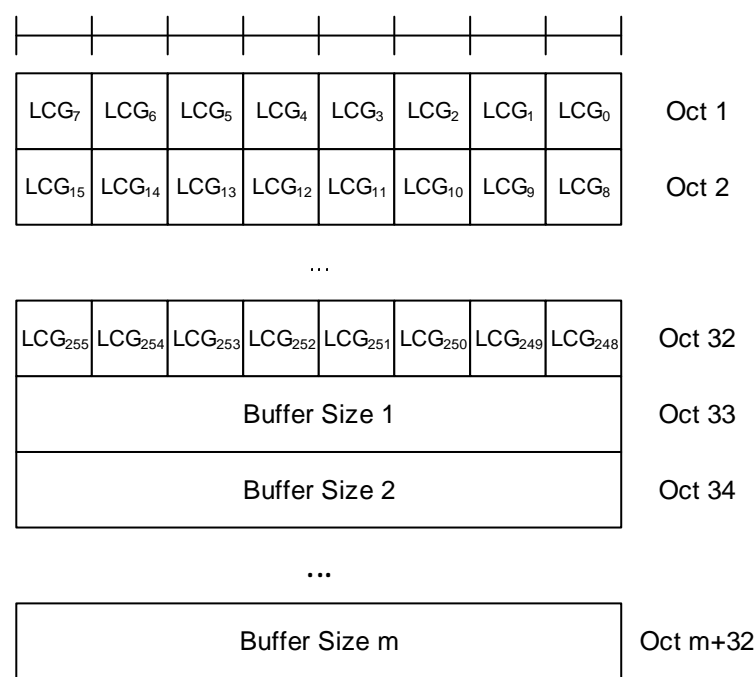 LCG₇ LCG₆ LCG₅ LCG₄ LCG₃ LCG₂ LCG₁ LCG₀ Oct 1
LCG₁₅ LCG₁₄ LCG₁₃ LCG₁₂ LCG₁₁ LCG₁₀ LCG₉ LCG₈ Oct 2
...
LCG₂₅₅ LCG₂₅₄ LCG₂₅₃ LCG₂₅₂ LCG₂₅₁ LCG₂₅₀ LCG₂₄₉ LCG₂₄₈ Oct 32
Buffer Size 1 Oct 33
Buffer Size 2 Oct 34
...
Buffer Size m Oct m+32